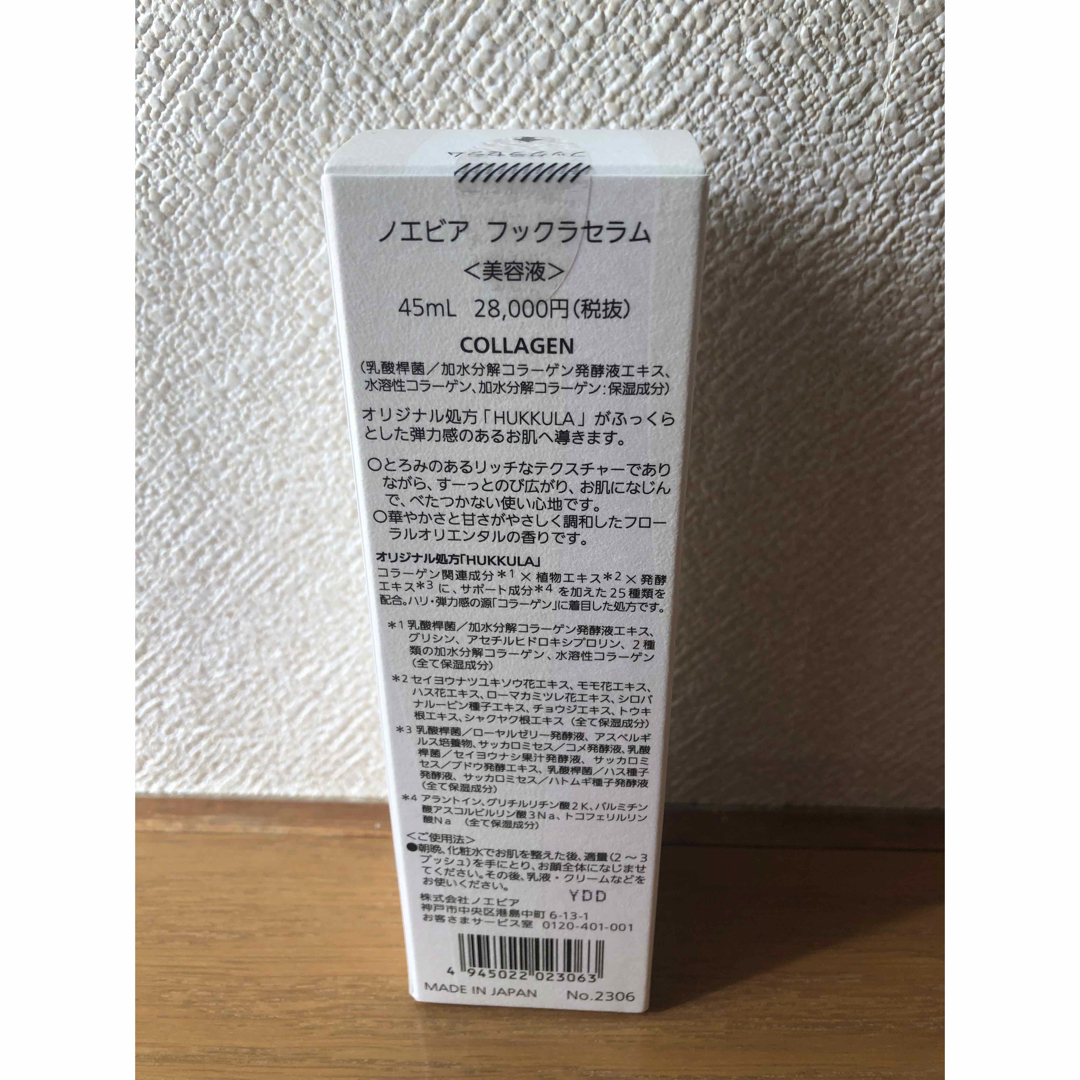 フックラセラム
ノエビア フックラセラム
＜美容液＞
45mL 28,000円(税抜)
COLLAGEN
(乳酸桿菌／加水分解コラーゲン発酵液エキス、
水溶性コラーゲン、加水分解コラーゲン:保湿成分)
オリジナル処方「HUKKULA」がふっくら
とした弾力感のあるお肌へ導きます。
○とろみのあるリッチなテクスチャーであり
ながら、すーっとのび広がり、お肌になじん
で、べたつかない使い心地です。
○華やかさと甘さがやさしく調和したフロー
ラルオリエンタルの香りです。
オリジナル処方「HUKKULA」
コラーゲン関連成分＊1×植物エキス＊2×発酵
エキス＊3に、サポート成分＊4を加えた25種類を
配合。ハリ・弾力感の源「コラーゲン」に着目した処方です。
＊1 乳酸桿菌／加水分解コラーゲン発酵液エキス、
グリシン、アセチルヒドロキシプロリン、2種
類の加水分解コラーゲン、水溶性コラーゲン
(全て保湿成分)
＊2 セイヨウナツユキソウ花エキス、モモ花エキス、
ハス花エキス、ローマカミツレ花エキス、シロバ
ナルーピン種子エキス、チョウジエキス、トウキ
根エキス、シャクヤク根エキス(全て保湿成分)
＊3 乳酸桿菌／ローヤルゼリー発酵液、アスペルギ
ルス培養物、サッカロミセス／コメ発酵液、乳酸
桿菌／セイヨウナシ果汁発酵液、サッカロミ
セス／ブドウ発酵エキス、乳酸桿菌／ハス種子
発酵液、サッカロミセス／ハトムギ種子発酵液
(全て保湿成分)
＊4 アラントイン、グリチルリチン酸2K、パルミチン
酸アスコルビルリン酸3Na、トコフェリルリン
酸Na (全て保湿成分)
＜ご使用法＞
●朝晩、化粧水でお肌を整えた後、適量(2～3
プッシュ)を手にとり、お顔全体になじませ
てください。その後、乳液・クリームなどを
お使いください。
YDD
株式会社ノエビア
神戸市中央区港島中町6-13-1
お客さまサービス室 0120-401-001
4 945022 023063
MADE IN JAPAN No.2306